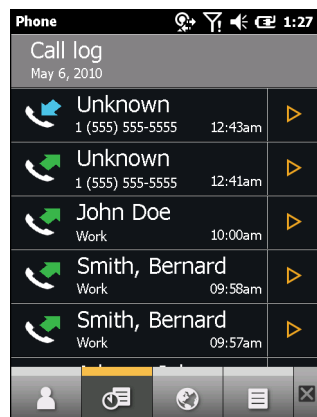 Phone 1:27
Call log
May 6, 2010
Unknown
1 (555) 555-5555 12:43am
Unknown
1 (555) 555-5555 12:41am
John Doe
Work 10:00am
Smith, Bernard
Work 09:58am
Smith, Bernard
Work 09:57am